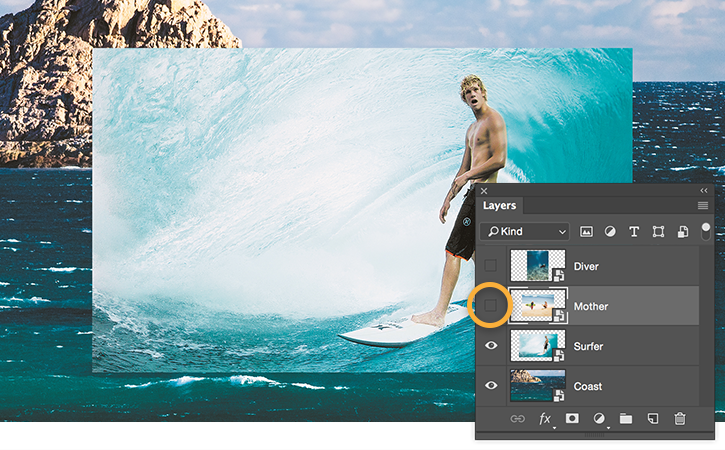 Layers
Kind
T
Diver
Mother
Surfer
Coast
fx